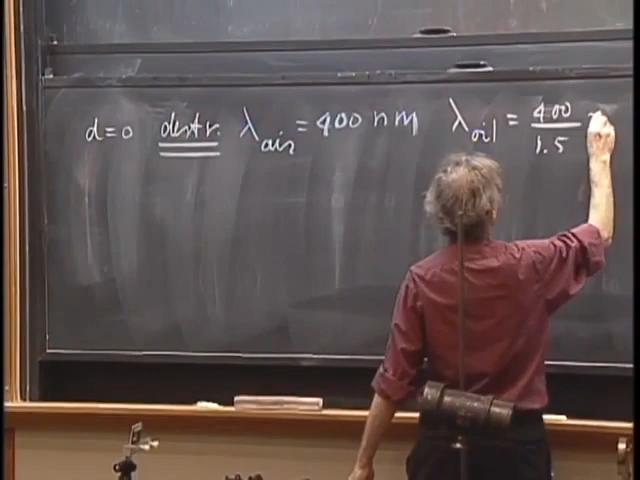 d=0 destr. λair = 400 nm λoil = 400/1.5